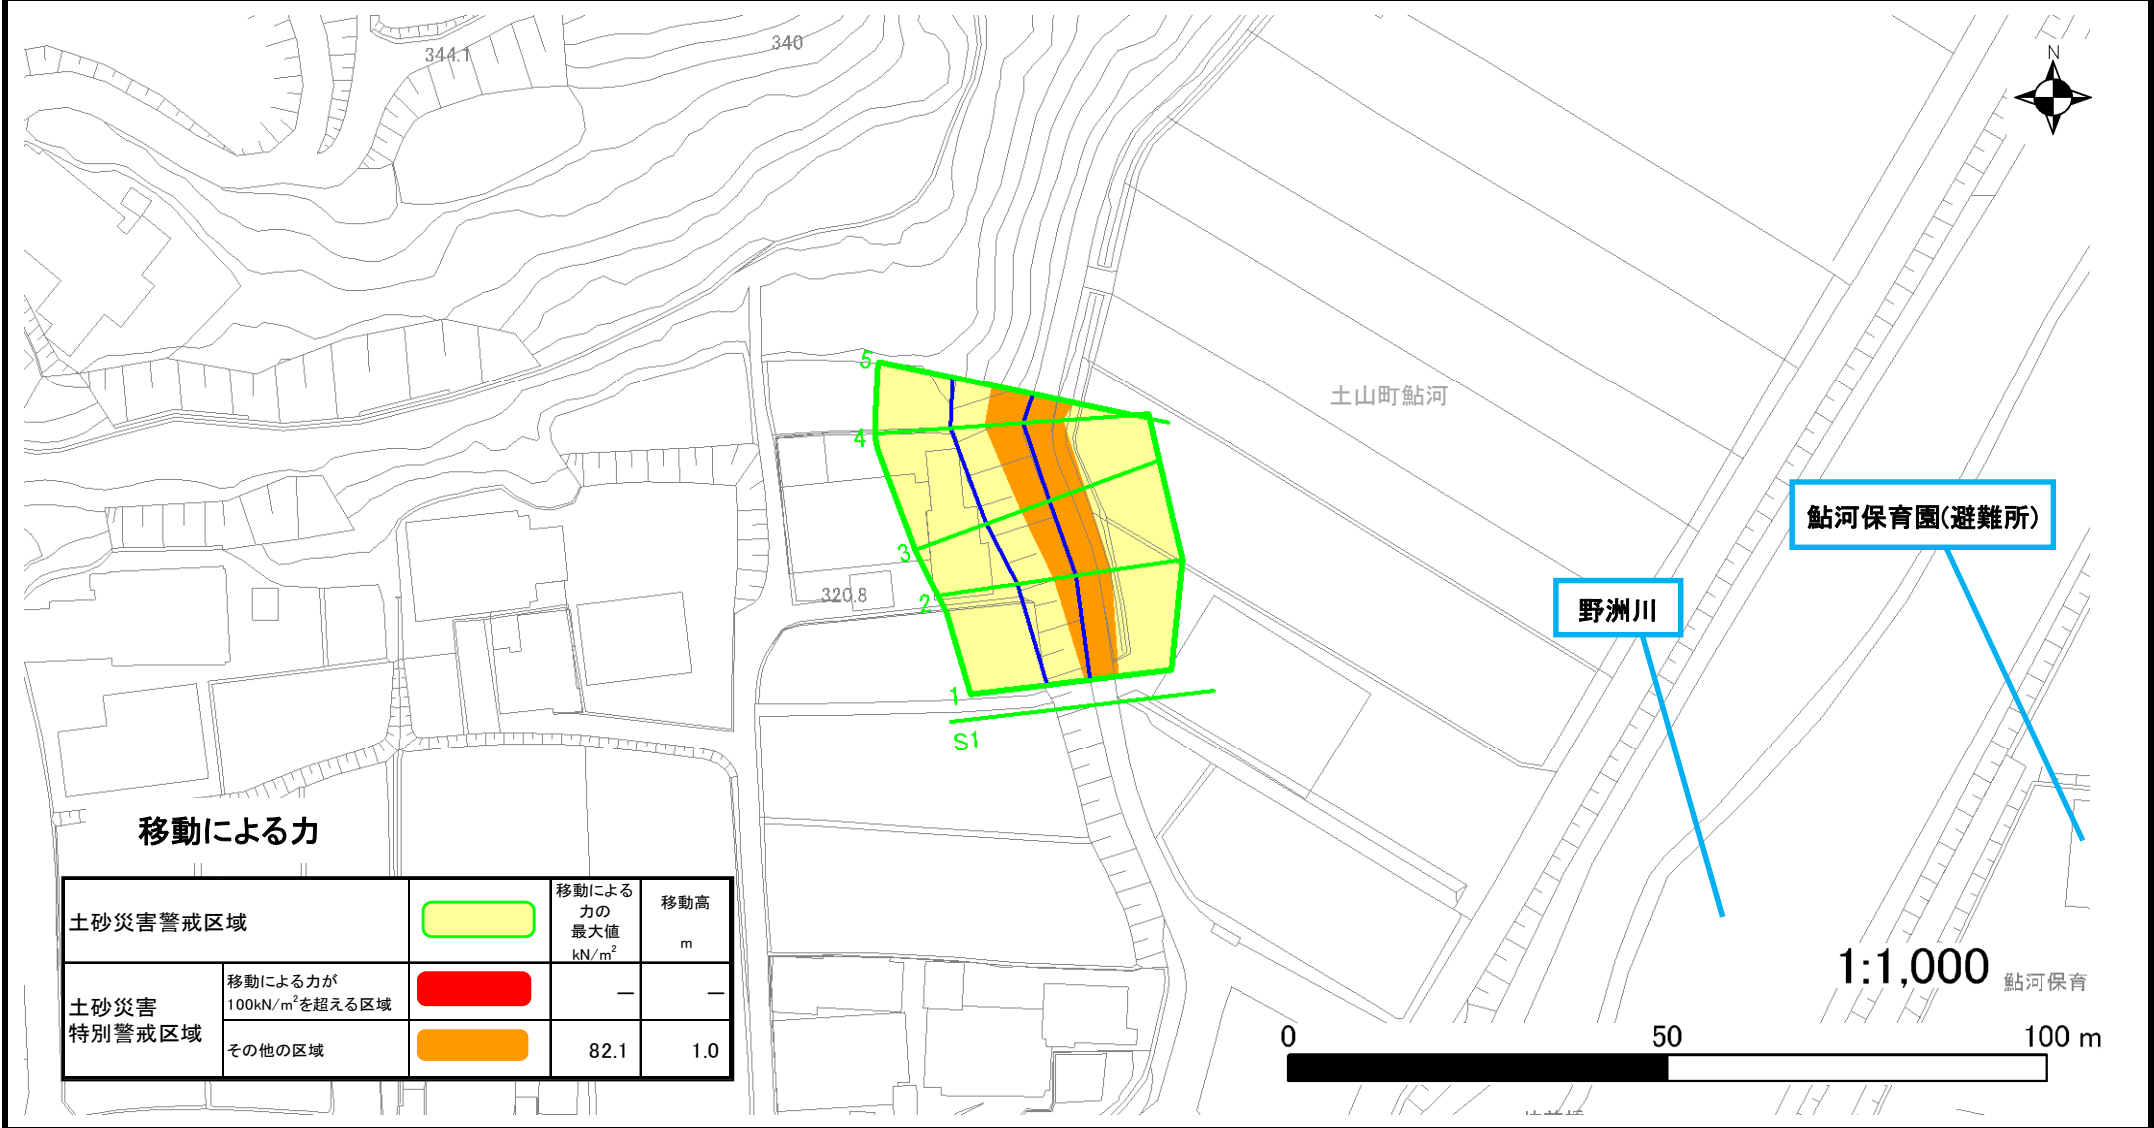 344.1
340
N
5
土山町鮎河
4
鮎河保育園(避難所)
3
320.8
2
野洲川
1
S1
移動による力
移動による
力の
最大値
kN/m²
移動高
m
土砂災害警戒区域
土砂災害
特別警戒区域
移動による力が
100kN/m²を超える区域
－
－
その他の区域
82.1
1.0
1:1,000
鮎河保育
0
50
100 m